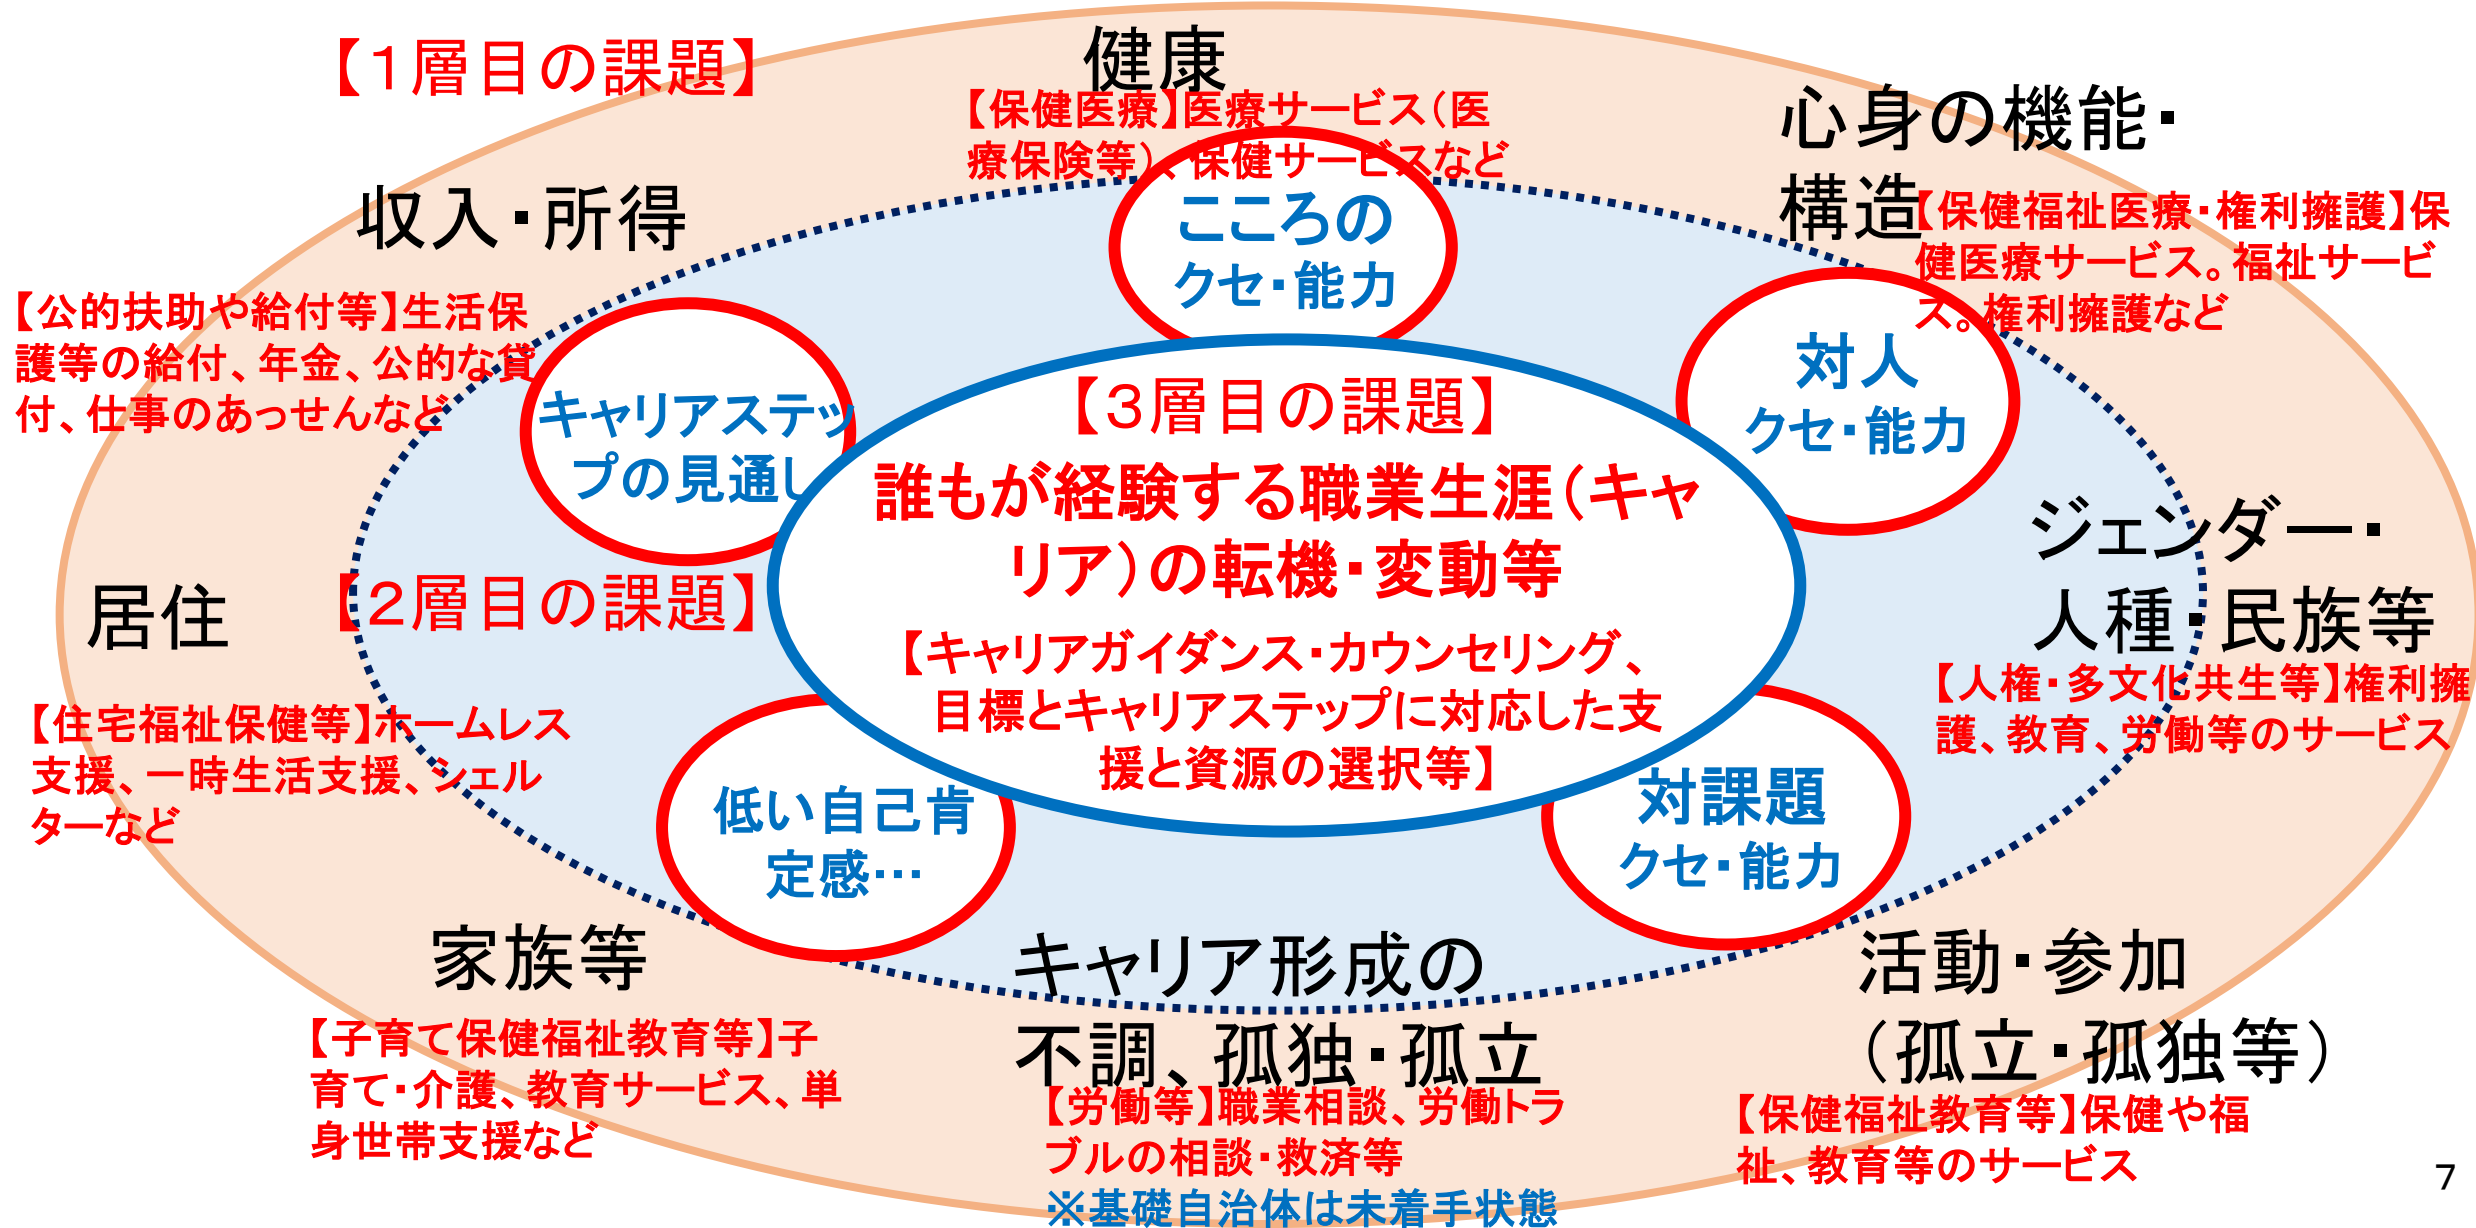 【１層目の課題】
健康
【保健医療】医療サービス（医
療保険等）、保健サービスなど
心身の機能・
構造
【保健福祉医療・権利擁護】保
健医療サービス。福祉サービ
ス。権利擁護など
収入・所得
【公的扶助や給付等】生活保
護等の給付、年金、公的な貸
付、仕事のあっせんなど
こころの
クセ・能力
対人
クセ・能力
キャリアステッ
プの見通し
【３層目の課題】
誰もが経験する職業生涯（キャ
リア）の転機・変動等
【キャリアガイダンス・カウンセリング、
目標とキャリアステップに対応した支
援と資源の選択等】
【２層目の課題】
居住
【住宅福祉保健等】ホームレス
支援、一時生活支援、シェル
ターなど
ジェンダー・
人種・民族等
【人権・多文化共生等】権利擁
護、教育、労働等のサービス
低い自己肯
定感…
対課題
クセ・能力
家族等
【子育て保健福祉教育等】子
育て・介護、教育サービス、単
身世帯支援など
キャリア形成の
不調、孤独・孤立
【労働等】職業相談、労働トラ
ブルの相談・救済等
※基礎自治体は未着手状態
活動・参加
（孤立・孤独等）
【保健福祉教育等】保健や福
祉、教育等のサービス
7